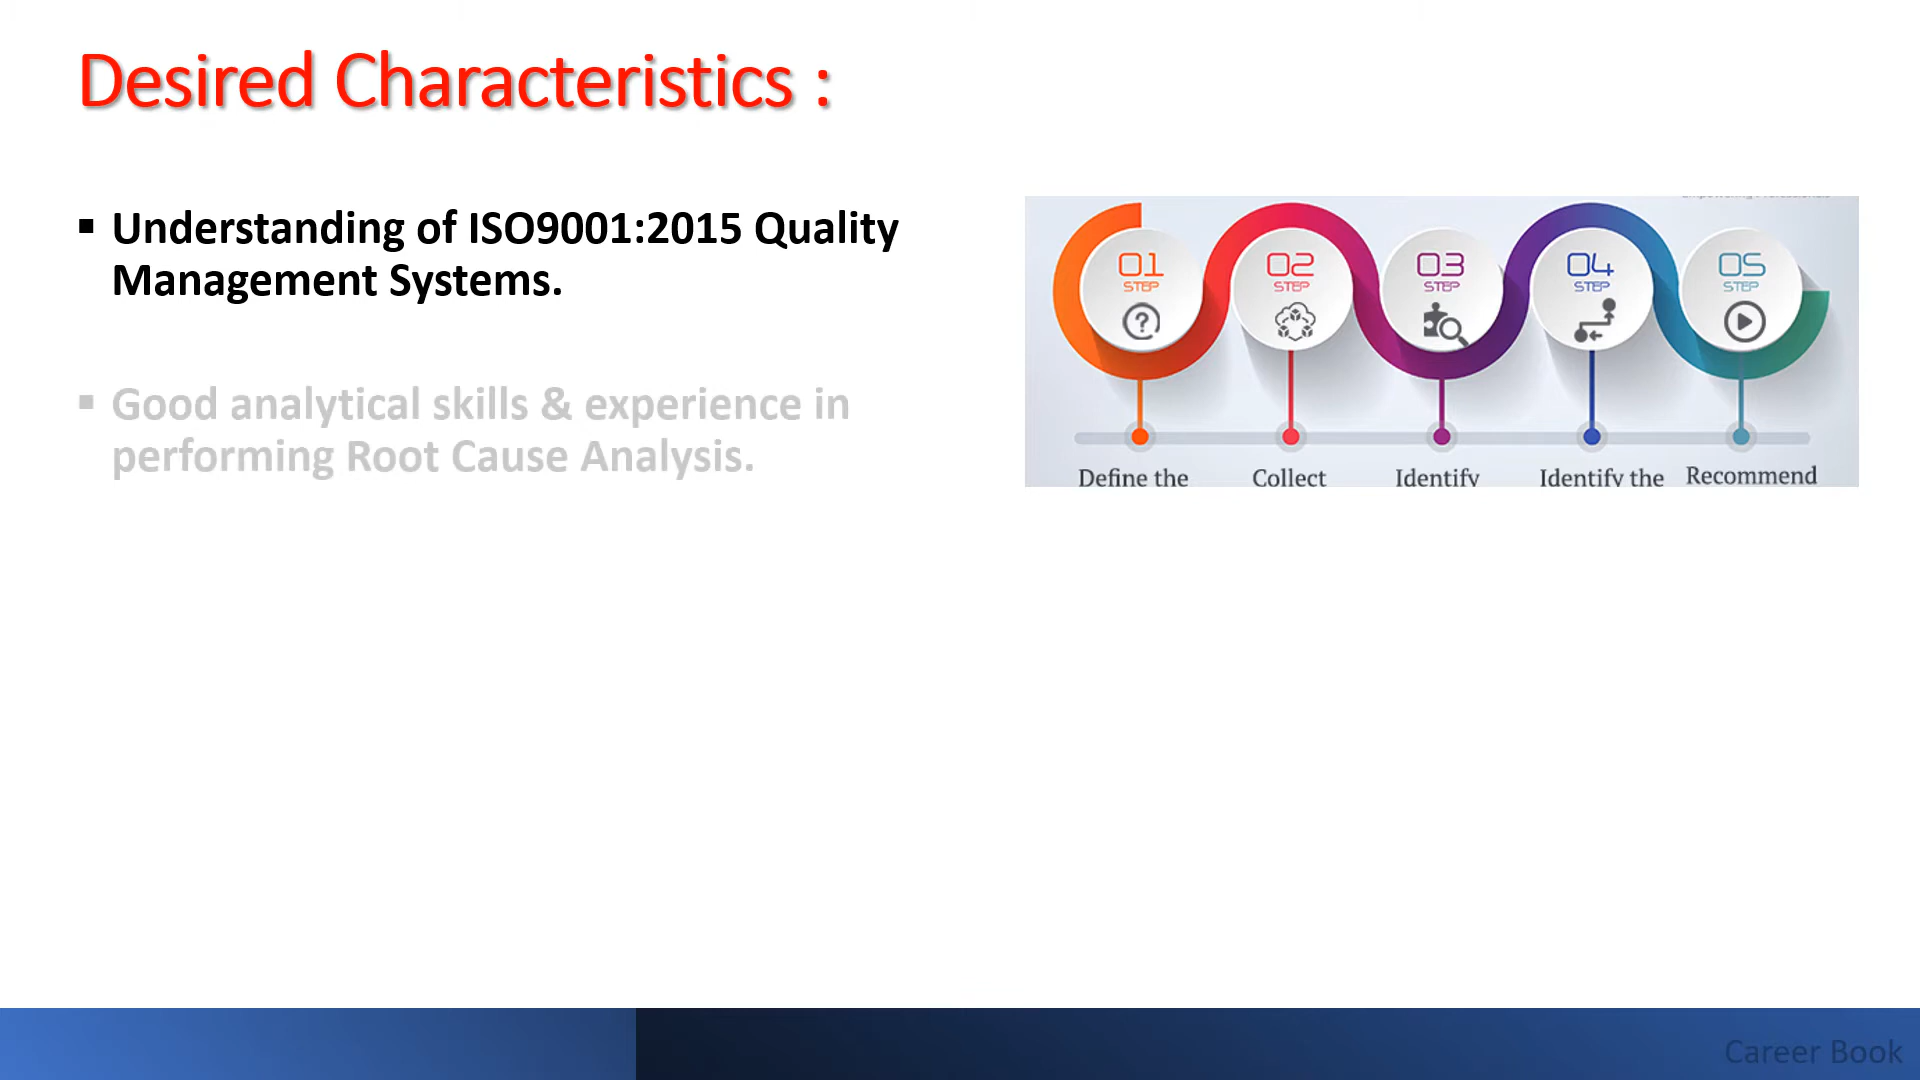 Desired Characteristics :
▪ Understanding of ISO9001:2015 Quality
Management Systems.
▪ Good analytical skills & experience in
performing Root Cause Analysis.
01 02 03 04 05
STEP STEP STEP STEP STEP
Define the Collect Identify Identify the Recommend
Career Book